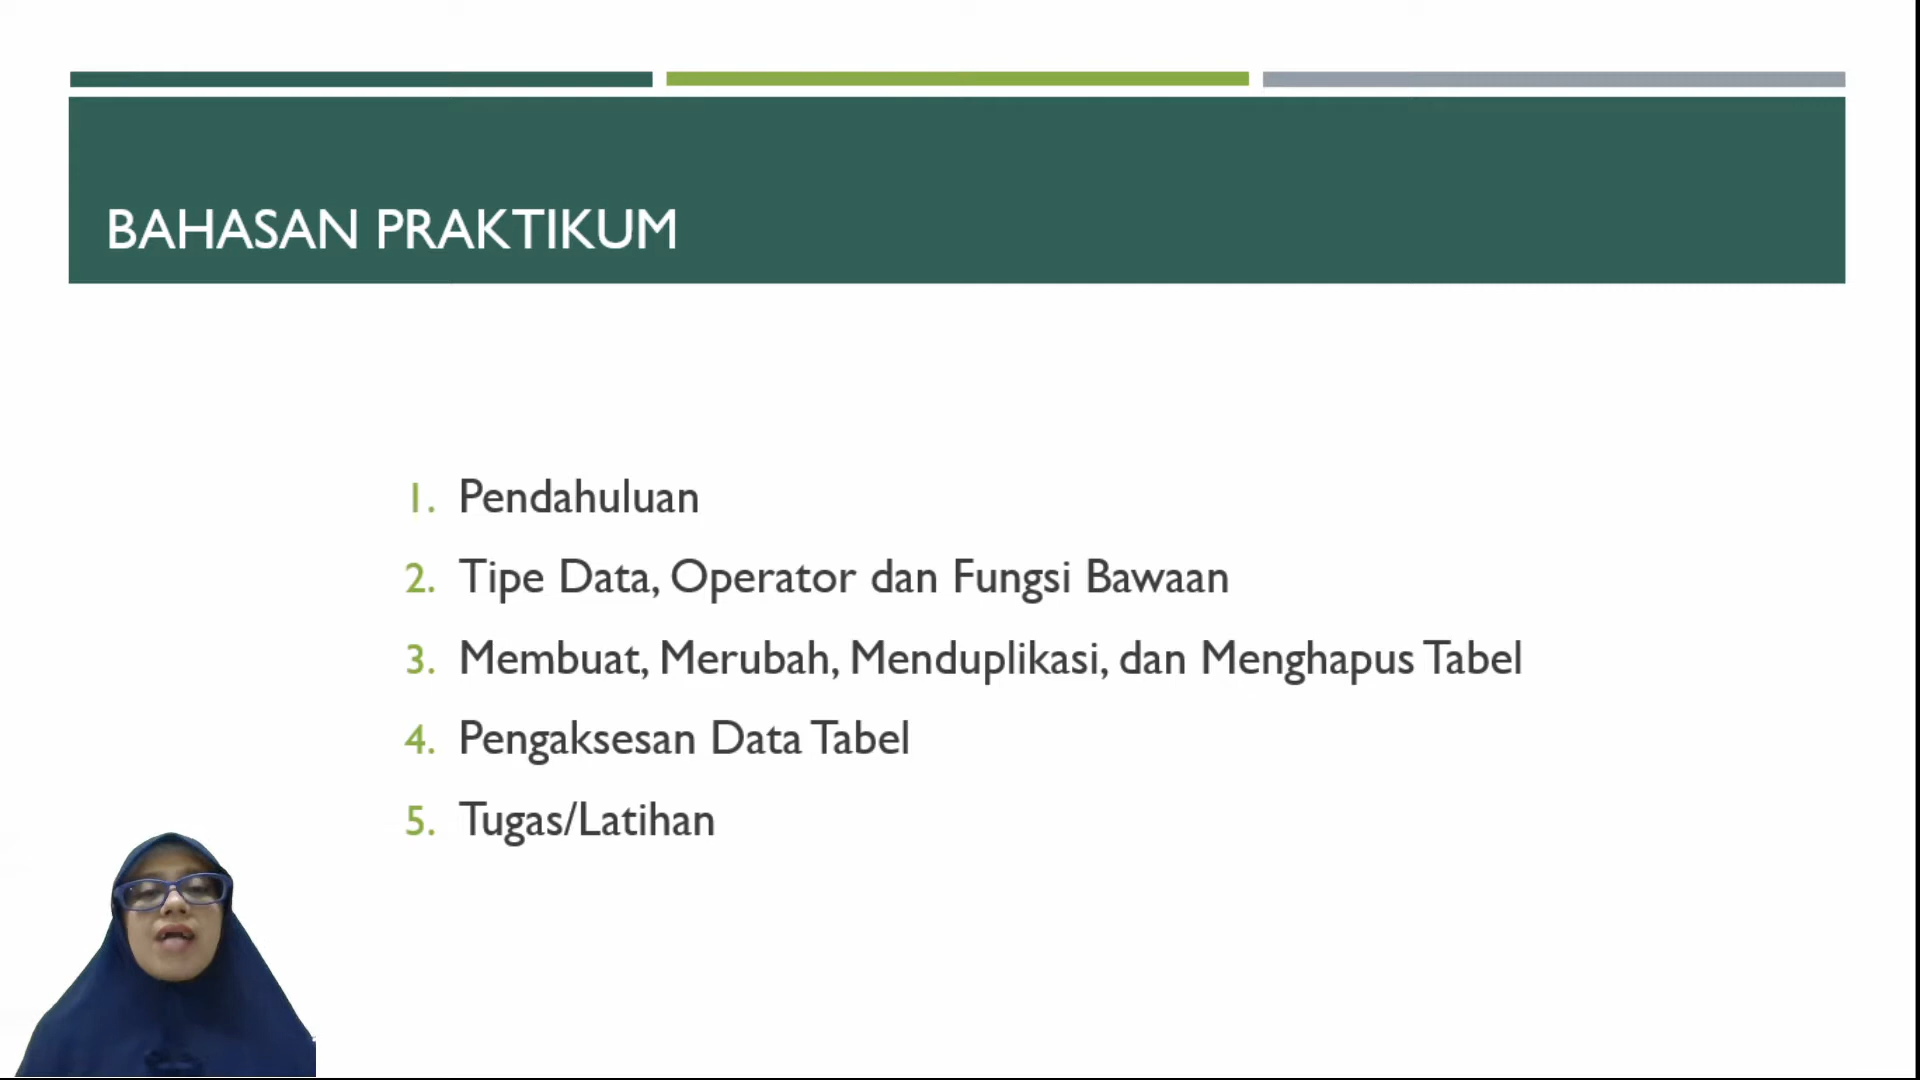 BAHASAN PRAKTIKUM
1. Pendahuluan
2. Tipe Data, Operator dan Fungsi Bawaan
3. Membuat, Merubah, Menduplikasi, dan Menghapus Tabel
4. Pengaksesan Data Tabel
5. Tugas/Latihan